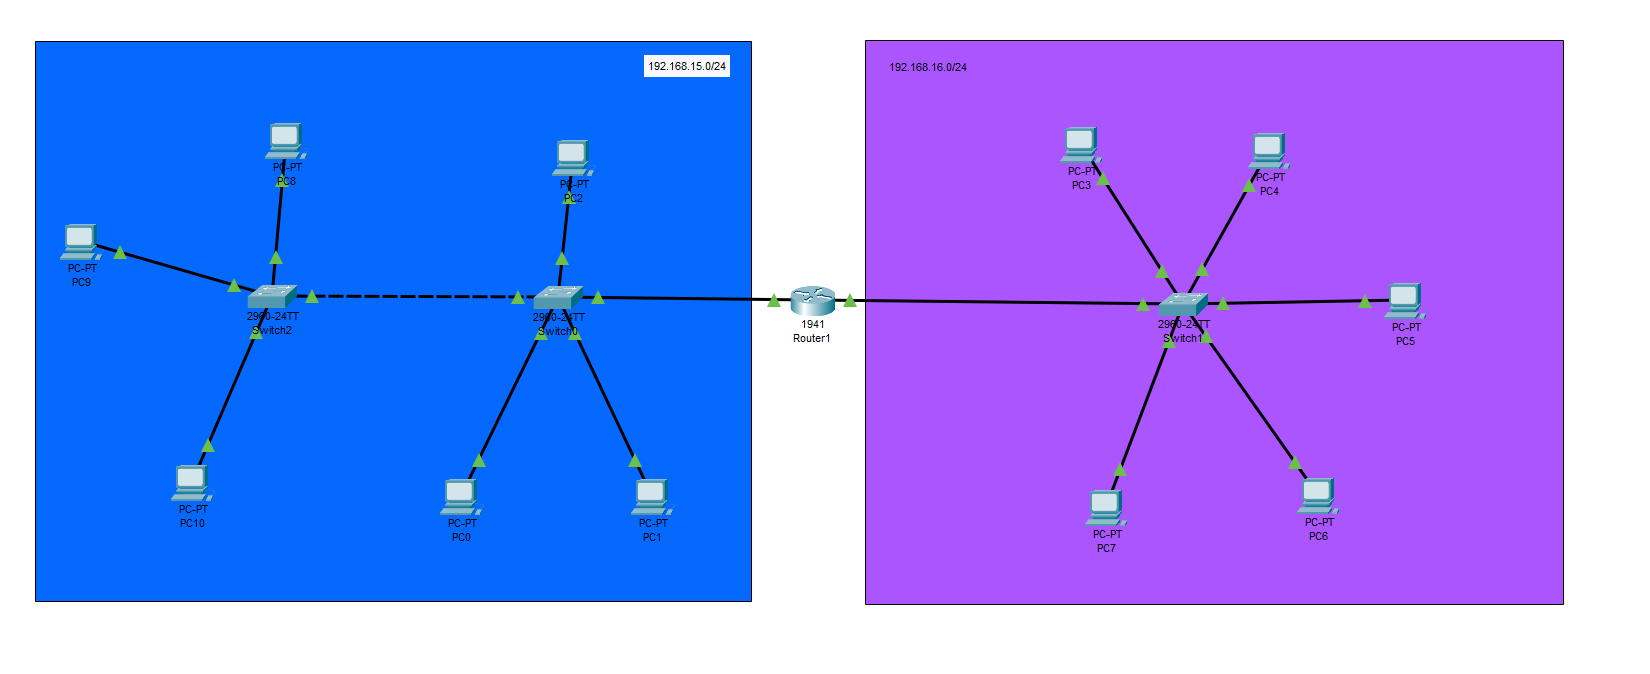 192.168.15.0/24
192.168.16.0/24
PC-PT
PC8
PC-PT
PC2
PC-PT
PC9
2960-24TT
Switch2
2960-24TT
Switch0
PC-PT
PC10
PC-PT
PC0
PC-PT
PC1
1941
Router1
PC-PT
PC3
PC-PT
PC4
2960-24TT
Switch1
PC-PT
PC5
PC-PT
PC7
PC-PT
PC6